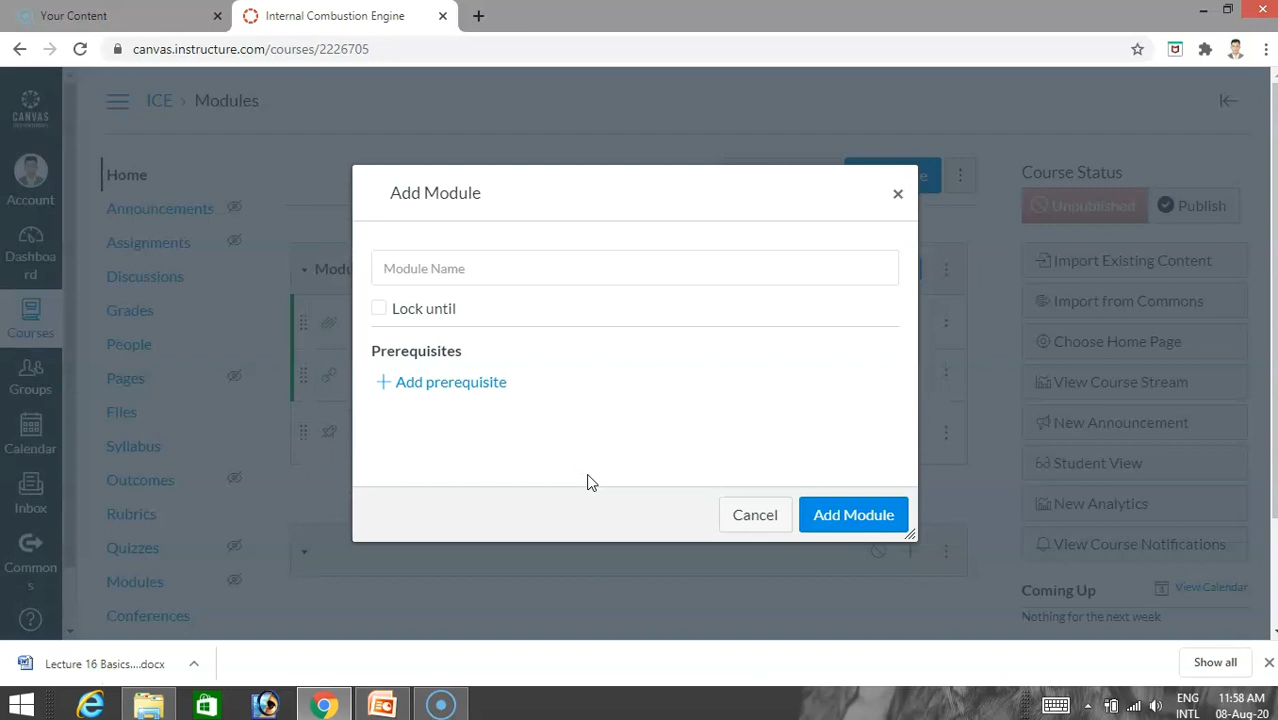 Your Content
Internal Combustion Engine
canvas.instructure.com/courses/2226705
ICE › Modules
CANVAS
Account
Dashboa
rd
Courses
Groups
Calendar
Inbox
Common
s
Home
Announcements
Assignments
Discussions
Grades
People
Pages
Files
Syllabus
Outcomes
Rubrics
Quizzes
Modules
Conferences
Modu
Add Module
Module Name
Lock until
Prerequisites
Add prerequisite
Cancel
Add Module
Course Status
Unpublished
Publish
Import Existing Content
Import from Commons
Choose Home Page
View Course Stream
New Announcement
Student View
New Analytics
View Course Notifications
Coming Up
View Calendar
Nothing for the next week
Lecture 16 Basics....docx
Show all
ENG
INTL
11:58 AM
08-Aug-20